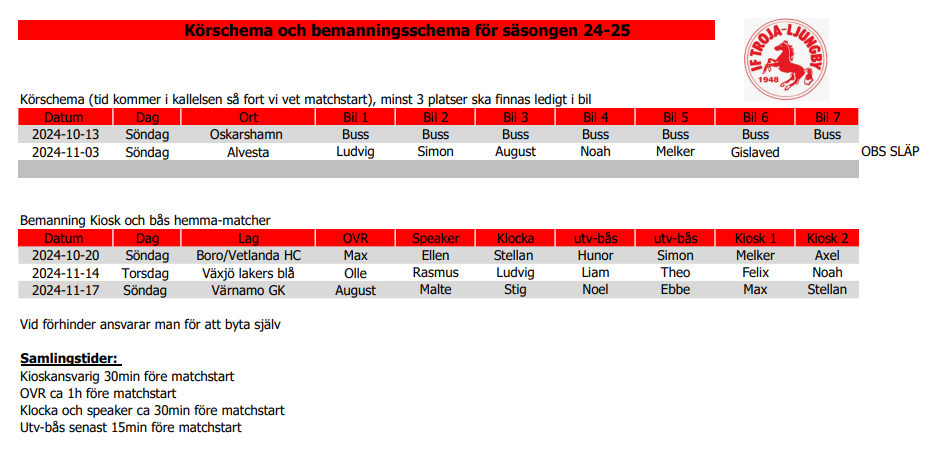 Körschema och bemanningsschema för säsongen 24-25
IF TROJA-LJUNGBY
1948
Körschema (tid kommer i kallelsen så fort vi vet matchstart), minst 3 platser ska finnas ledigt i bil
Datum Dag Ort Bil 1 Bil 2 Bil 3 Bil 4 Bil 5 Bil 6 Bil 7
2024-10-13 Söndag Oskarshamn Buss Buss Buss Buss Buss Buss Buss
2024-11-03 Söndag Alvesta Ludvig Simon August Noah Melker Gislaved OBS SLÄP
Bemanning Kiosk och bås hemma-matcher
Datum Dag Lag OVR Speaker Klocka utv-bås utv-bås Kiosk 1 Kiosk 2
2024-10-20 Söndag Boro/Vetlanda HC Max Ellen Stellan Hunor Simon Melker Axel
2024-11-14 Torsdag Växjö lakers blå Olle Rasmus Ludvig Liam Theo Felix Noah
2024-11-17 Söndag Värnamo GK August Malte Stig Noel Ebbe Max Stellan
Vid förhinder ansvarar man för att byta själv
Samlingstider:
Kioskansvarig 30min före matchstart
OVR ca 1h före matchstart
Klocka och speaker ca 30min före matchstart
Utv-bås senast 15min före matchstart